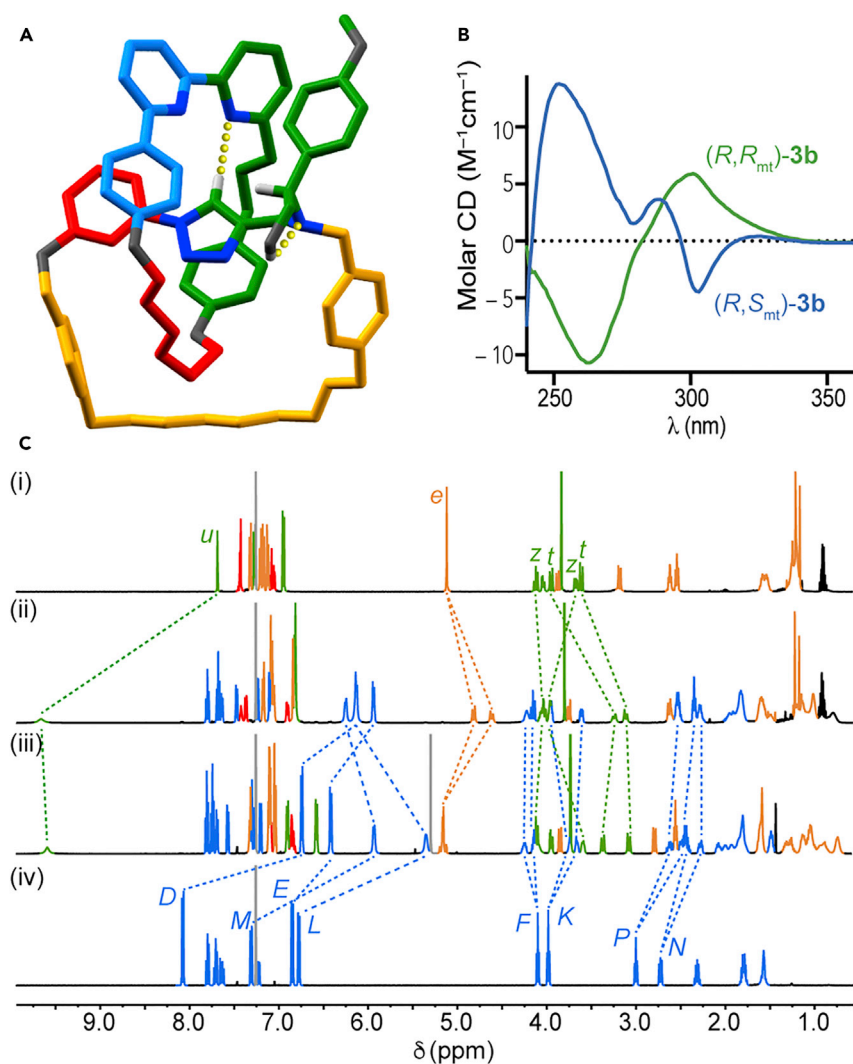 A
B
Molar CD (M⁻¹cm⁻¹)
10
5
0
-5
-10
(R,Rmt)-3b
(R,Smt)-3b
250
300
350
λ (nm)
C
(i)
u
e
z t z t
(ii)
(iii)
(iv)
D
M
E
L
F
K
P
N
9.0 8.0 7.0 6.0 5.0 4.0 3.0 2.0 1.0
δ (ppm)